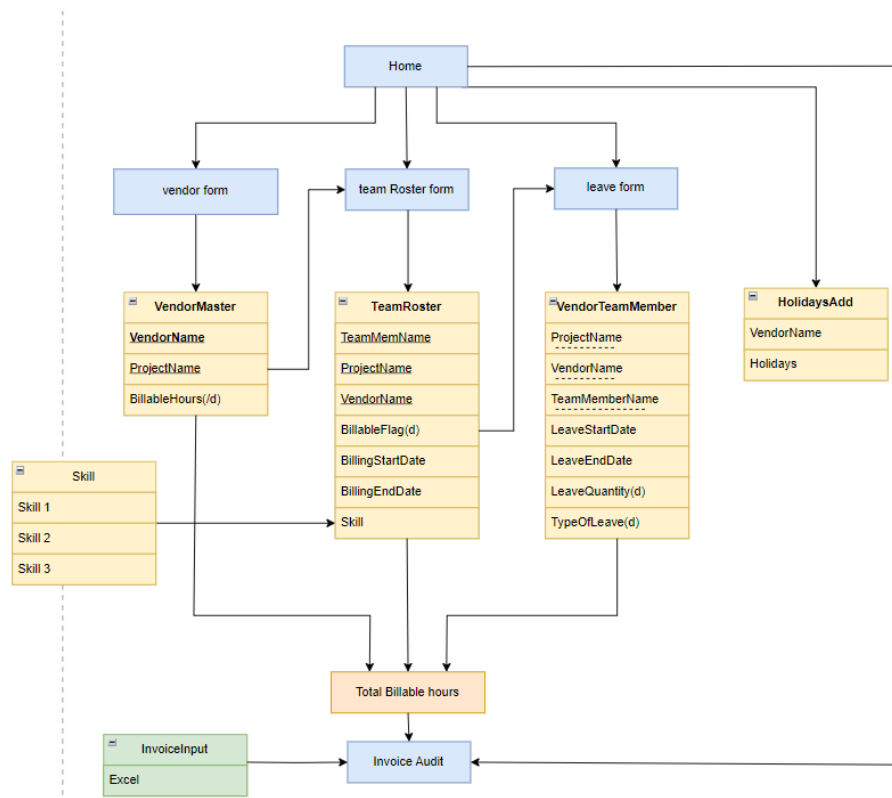 Home
vendor form
team Roster form
leave form
VendorMaster
VendorName
ProjectName
BillableHours(/d)
TeamRoster
TeamMemName
ProjectName
VendorName
BillableFlag(d)
BillingStartDate
BillingEndDate
Skill
VendorTeamMember
ProjectName
VendorName
TeamMemberName
LeaveStartDate
LeaveEndDate
LeaveQuantity(d)
TypeOfLeave(d)
HolidaysAdd
VendorName
Holidays
Skill
Skill 1
Skill 2
Skill 3
Total Billable hours
InvoiceInput
Excel
Invoice Audit